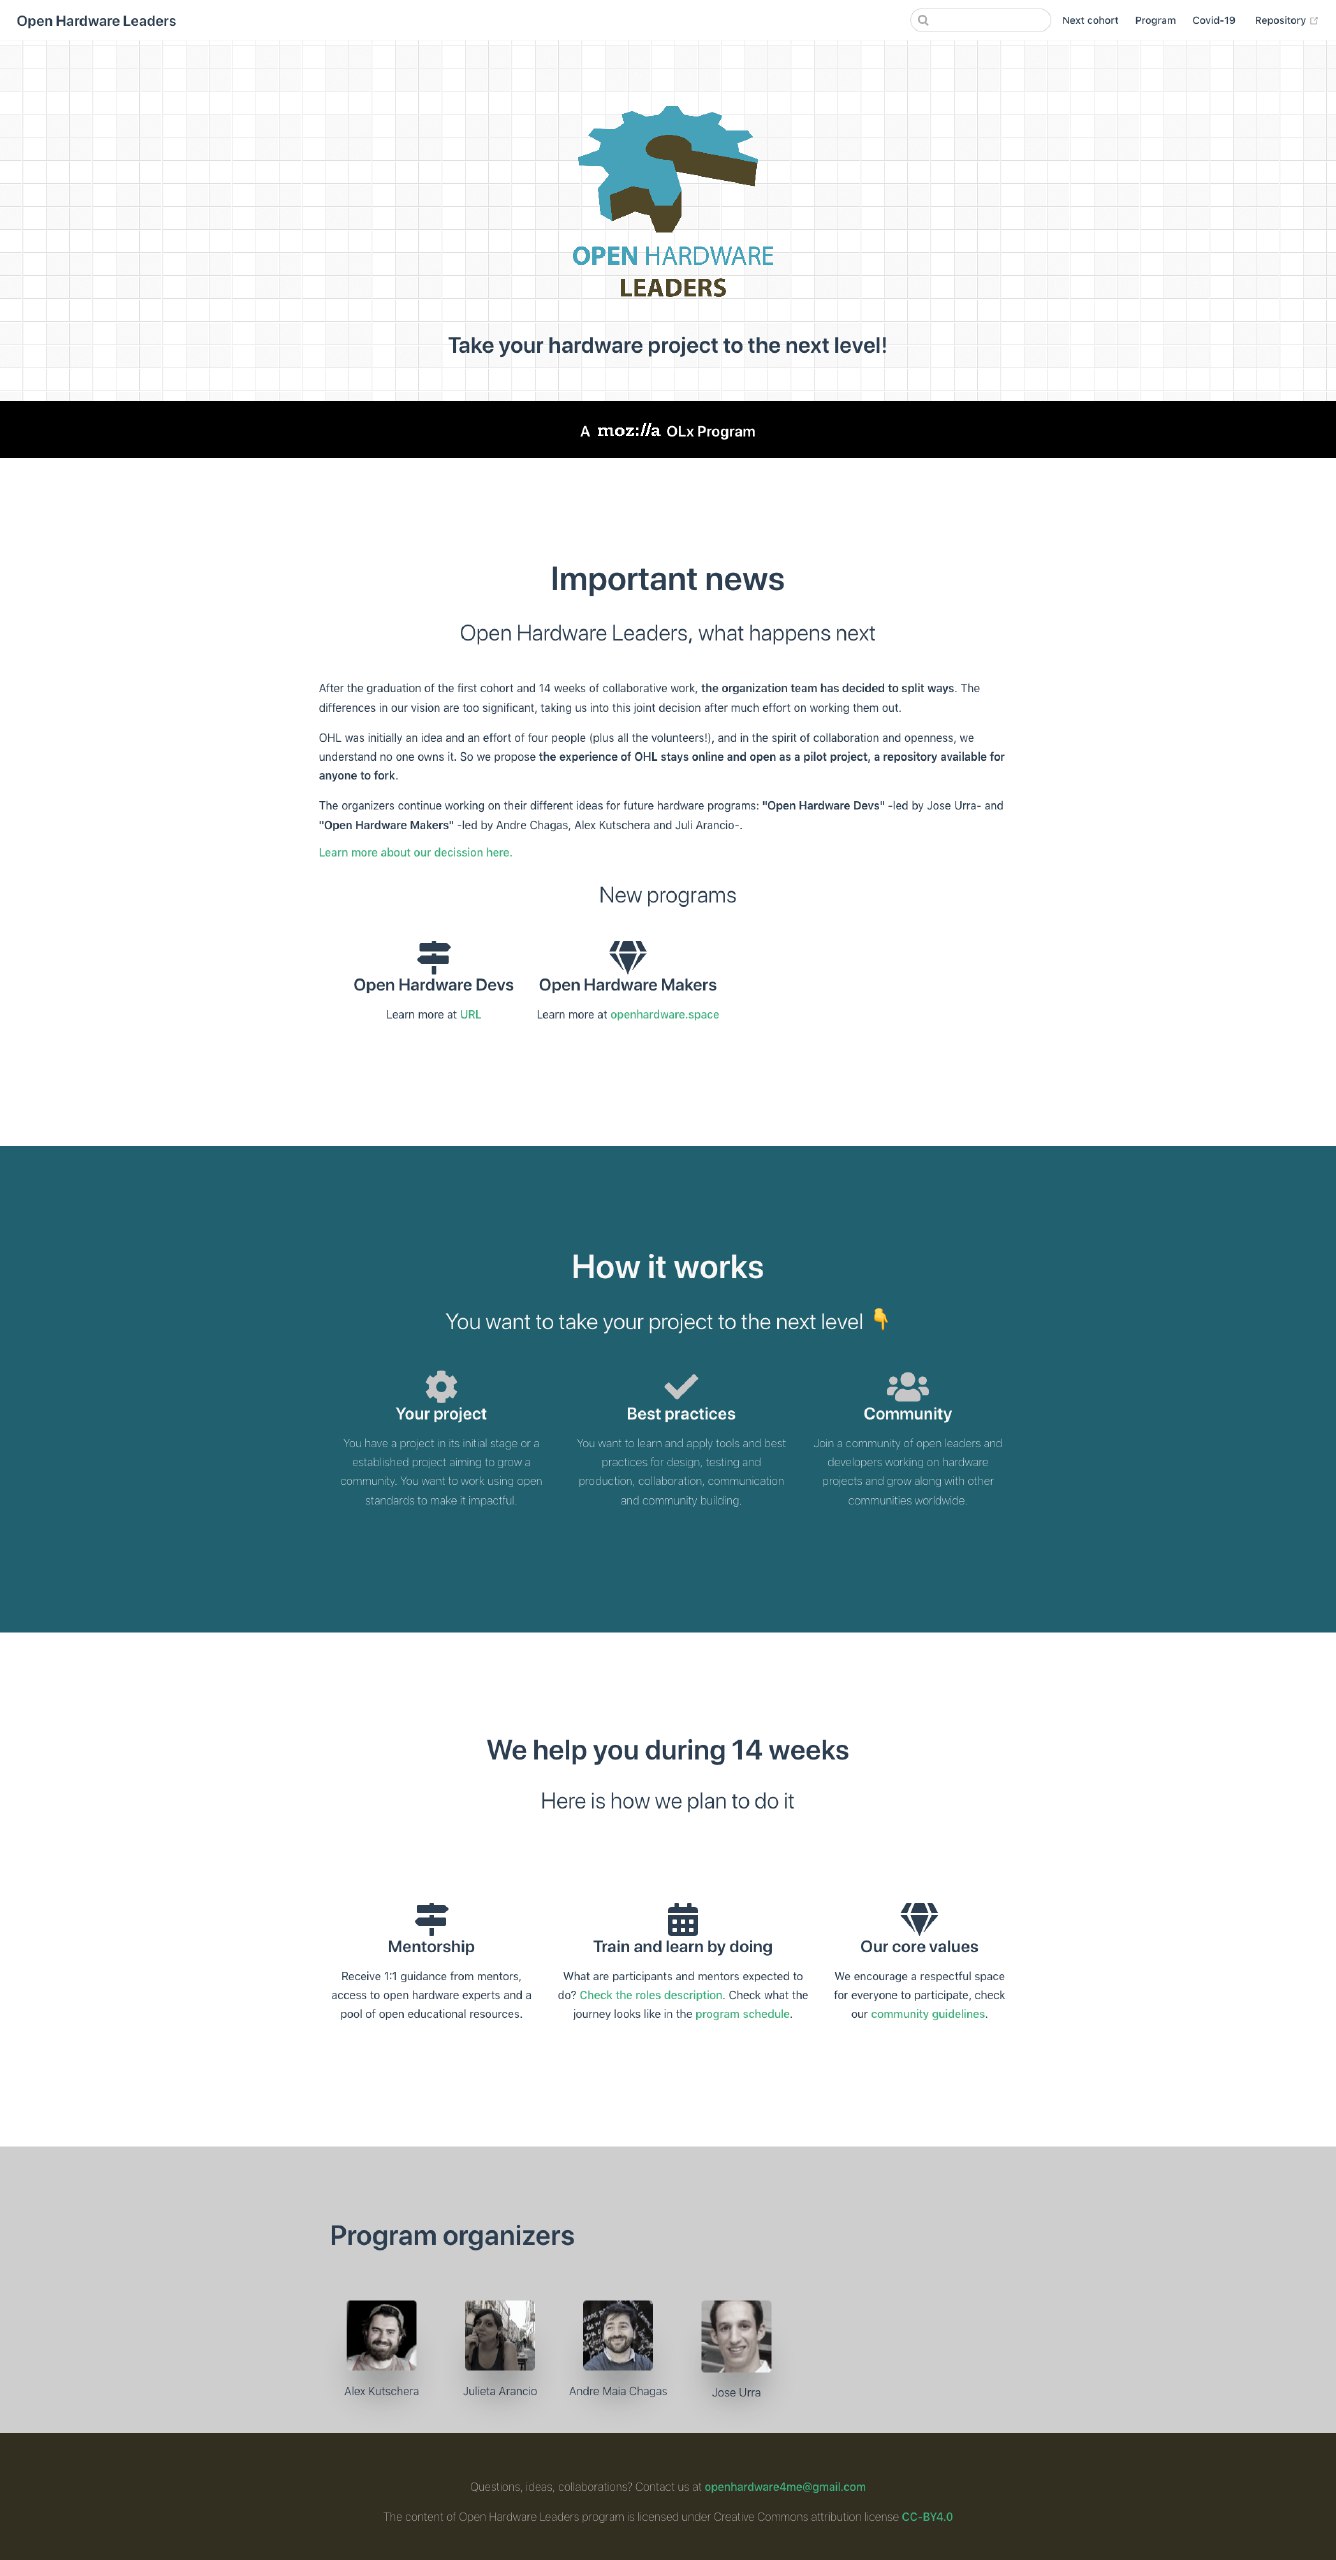 Open Hardware Leaders
Next cohort
Program
Covid-19
Repository
OPEN HARDWARE
LEADERS
Take your hardware project to the next level!
A moz://a OLx Program
Important news
Open Hardware Leaders, what happens next
After the graduation of the first cohort and 14 weeks of collaborative work, the organization team has decided to split ways. The
differences in our vision are too significant, taking us into this joint decision after much effort on working them out.
OHL was initially an idea and an effort of four people (plus all the volunteers!), and in the spirit of collaboration and openness, we
understand no one owns it. So we propose the experience of OHL stays online and open as a pilot project, a repository available for
anyone to fork.
The organizers continue working on their different ideas for future hardware programs: "Open Hardware Devs" -led by Jose Urra- and
"Open Hardware Makers" -led by Andre Chagas, Alex Kutschera and Juli Arancio-.
Learn more about our decission here.
New programs
Open Hardware Devs
Learn more at URL
Open Hardware Makers
Learn more at openhardware.space
How it works
You want to take your project to the next level 👇
Your project
You have a project in its initial stage or a
established project aiming to grow a
community. You want to work using open
standards to make it impactful.
Best practices
You want to learn and apply tools and best
practices for design, testing and
production, collaboration, communication
and community building.
Community
Join a community of open leaders and
developers working on hardware
projects and grow along with other
communities worldwide.
We help you during 14 weeks
Here is how we plan to do it
Mentorship
Receive 1:1 guidance from mentors,
access to open hardware experts and a
pool of open educational resources.
Train and learn by doing
What are participants and mentors expected to
do? Check the roles description. Check what the
journey looks like in the program schedule.
Our core values
We encourage a respectful space
for everyone to participate, check
our community guidelines.
Program organizers
Alex Kutschera
Julieta Arancio
Andre Maia Chagas
Jose Urra
Questions, ideas, collaborations? Contact us at openhardware4me@gmail.com
The content of Open Hardware Leaders program is licensed under Creative Commons attribution license CC-BY4.0